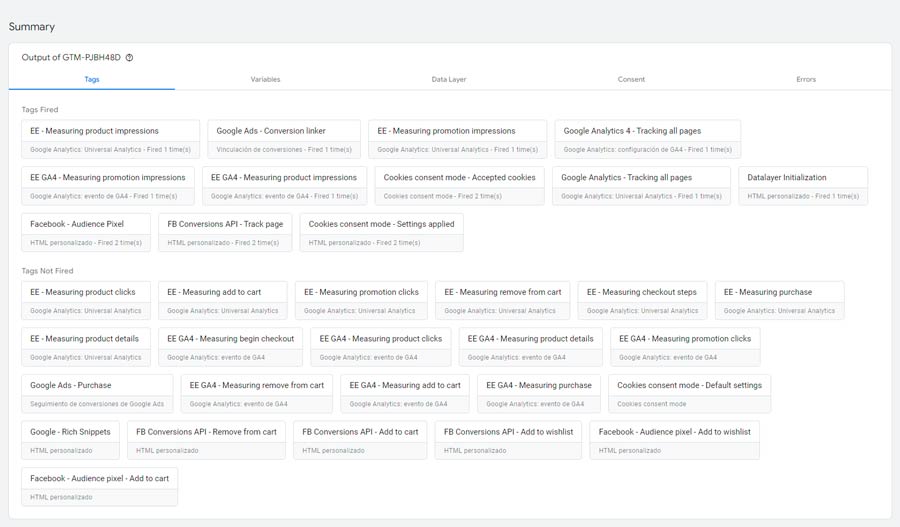 Summary
Output of GTM-PJBH48D
Tags Variables Data Layer Consent Errors
Tags Fired
EE - Measuring product impressions
Google Analytics: Universal Analytics - Fired 1 time(s)
Google Ads - Conversion linker
Vinculación de conversiones - Fired 1 time(s)
EE - Measuring promotion impressions
Google Analytics: Universal Analytics - Fired 1 time(s)
Google Analytics 4 - Tracking all pages
Google Analytics: configuración de GA4 - Fired 1 time(s)
EE GA4 - Measuring promotion impressions
Google Analytics: evento de GA4 - Fired 1 time(s)
EE GA4 - Measuring product impressions
Google Analytics: evento de GA4 - Fired 1 time(s)
Cookies consent mode - Accepted cookies
Cookies consent mode - Fired 2 time(s)
Google Analytics - Tracking all pages
Google Analytics: Universal Analytics - Fired 1 time(s)
Datalayer Initialization
HTML personalizado - Fired 1 time(s)
Facebook - Audience Pixel
HTML personalizado - Fired 2 time(s)
FB Conversions API - Track page
HTML personalizado - Fired 2 time(s)
Cookies consent mode - Settings applied
HTML personalizado - Fired 2 time(s)
Tags Not Fired
EE - Measuring product clicks
Google Analytics: Universal Analytics
EE - Measuring add to cart
Google Analytics: Universal Analytics
EE - Measuring promotion clicks
Google Analytics: Universal Analytics
EE - Measuring remove from cart
Google Analytics: Universal Analytics
EE - Measuring checkout steps
Google Analytics: Universal Analytics
EE - Measuring purchase
Google Analytics: Universal Analytics
EE - Measuring product details
Google Analytics: Universal Analytics
EE GA4 - Measuring begin checkout
Google Analytics: evento de GA4
EE GA4 - Measuring product clicks
Google Analytics: evento de GA4
EE GA4 - Measuring product details
Google Analytics: evento de GA4
EE GA4 - Measuring promotion clicks
Google Analytics: evento de GA4
Google Ads - Purchase
Seguimiento de conversiones de Google Ads
EE GA4 - Measuring remove from cart
Google Analytics: evento de GA4
EE GA4 - Measuring add to cart
Google Analytics: evento de GA4
EE GA4 - Measuring purchase
Google Analytics: evento de GA4
Cookies consent mode - Default settings
Cookies consent mode
Google - Rich Snippets
HTML personalizado
FB Conversions API - Remove from cart
HTML personalizado
FB Conversions API - Add to cart
HTML personalizado
FB Conversions API - Add to wishlist
HTML personalizado
Facebook - Audience pixel - Add to wishlist
HTML personalizado
Facebook - Audience pixel - Add to cart
HTML personalizado